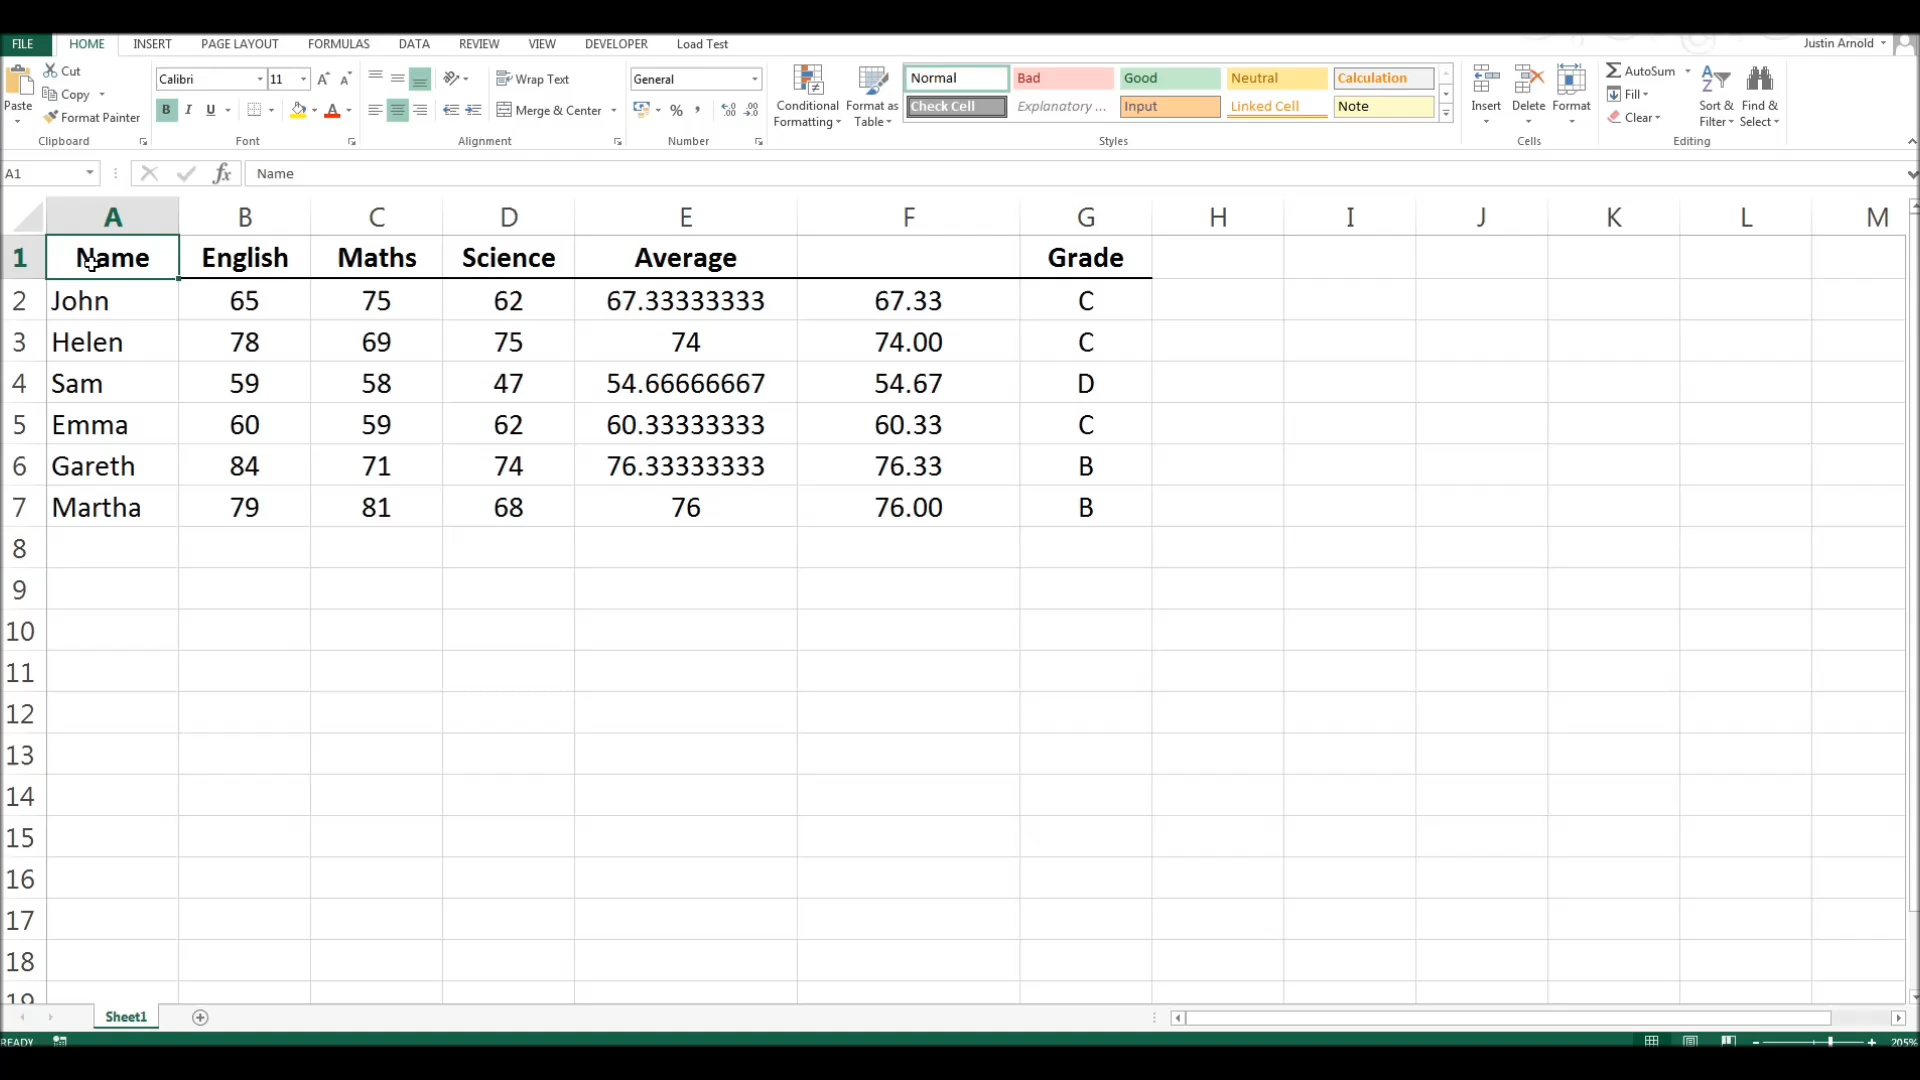 FILE HOME INSERT PAGE LAYOUT FORMULAS DATA REVIEW VIEW DEVELOPER Load Test Justin Arnold
Paste
Cut
Copy
Format Painter
Clipboard
Calibri 11
B I U
Font
Wrap Text
Merge & Center
Alignment
General
%
Number
Conditional Formatting
Format as Table
Normal Bad Good Neutral Calculation
Check Cell Explanatory ... Input Linked Cell Note
Styles
Insert Delete Format
Cells
AutoSum
Fill
Clear
Sort & Filter
Find & Select
Editing
A1 fx Name
A B C D E F G H I J K L M
1 Name English Maths Science Average Grade
2 John 65 75 62 67.33333333 67.33 C
3 Helen 78 69 75 74 74.00 C
4 Sam 59 58 47 54.66666667 54.67 D
5 Emma 60 59 62 60.33333333 60.33 C
6 Gareth 84 71 74 76.33333333 76.33 B
7 Martha 79 81 68 76 76.00 B
8
9
10
11
12
13
14
15
16
17
18
19
Sheet1
READY 205%